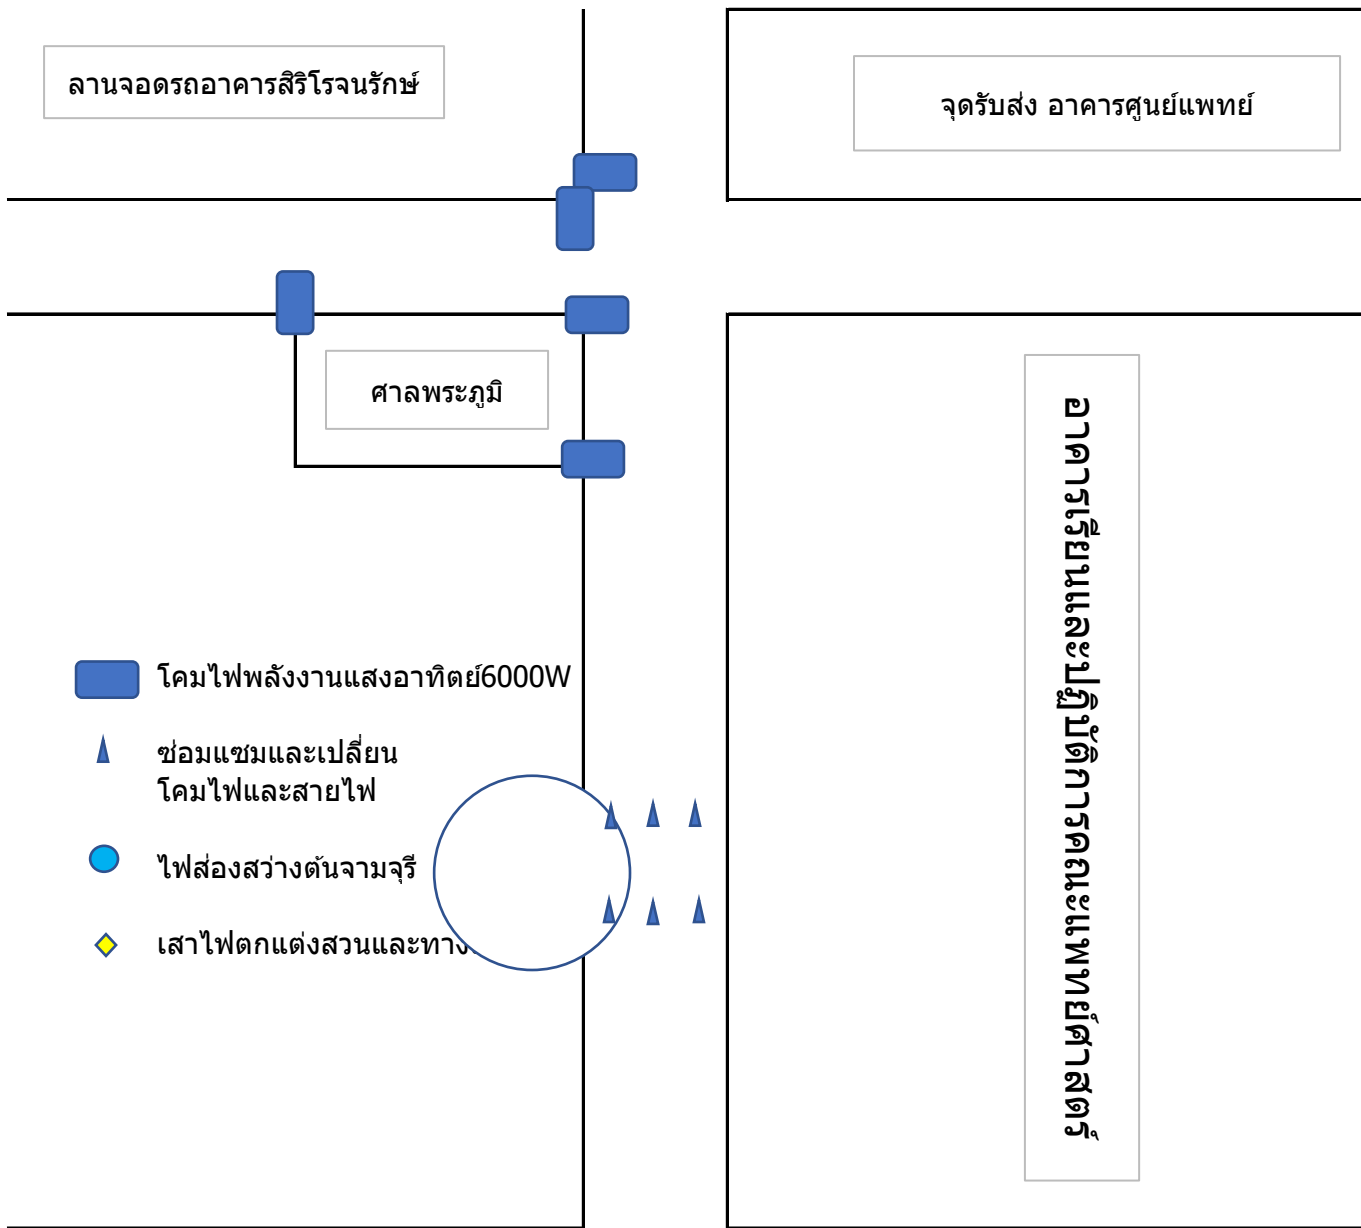 ลานจอดรถอาคารสิริโรจนรักษ์
จุดรับส่ง อาคารศูนย์แพทย์
ศาลพระภูมิ
อาคารเรียนและปฏิบัติการคณะแพทย์ศาสตร์
โคมไฟพลังงานแสงอาทิตย์6000W
ซ่อมแซมและเปลี่ยน
โคมไฟและสายไฟ
ไฟส่องสว่างต้นจามจุรี
เสาไฟตกแต่งสวนและทาง